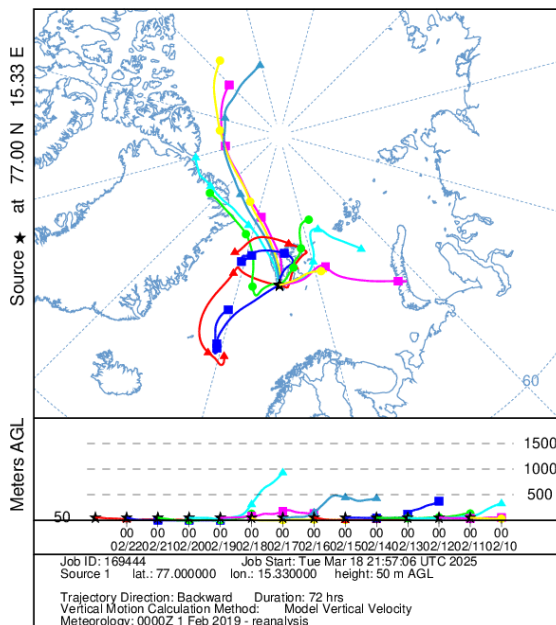 Source ★ at 77.00 N 15.33 E
60
Meters AGL
1500
1000
500
50
00 00 00 00 00 00 00 00 00 00 00 00 00
02/22 02/21 02/20 02/19 02/18 02/17 02/16 02/15 02/14 02/13 02/12 02/11 02/10
Job ID: 169444 Job Start: Tue Mar 18 21:57:06 UTC 2025
Source 1 lat.: 77.000000 lon.: 15.330000 height: 50 m AGL
Trajectory Direction: Backward Duration: 72 hrs
Vertical Motion Calculation Method: Model Vertical Velocity
Meteorology: 0000Z 1 Feb 2019 - reanalysis